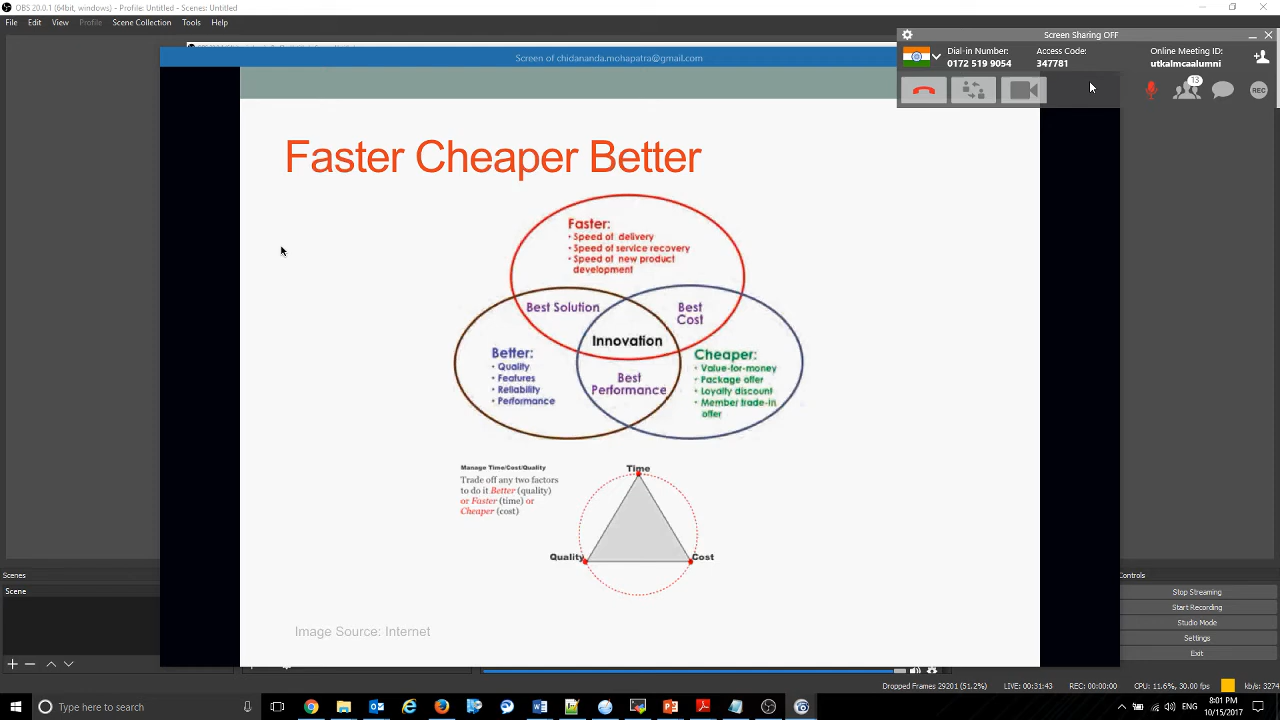 OBS 20.0.1 (64bit, windows) - Profile: Untitled - Scenes: Untitled
File Edit View Profile Scene Collection Tools Help
Screen of chidananda.mohapatra@gmail.com
Screen Sharing OFF
Dial-in Number: Access Code: Online Meeting ID:
0172 519 9054 347781 utkalmcaalumni
13
REC
Faster Cheaper Better
Faster:
• Speed of delivery
• Speed of service recovery
• Speed of new product
development
Best Solution
Best
Cost
Innovation
Better:
• Quality
• Features
• Reliability
• Performance
Best
Performance
Cheaper:
• Value-for-money
• Package offer
• Loyalty discount
• Member trade-in
offer
Manage Time/Cost/Quality
Trade off any two factors
to do it Better (quality)
or Faster (time) or
Cheaper (cost)
Time
Quality
Cost
Image Source: Internet
Scenes
Scene
Controls
Stop Streaming
Start Recording
Studio Mode
Settings
Exit
Dropped Frames 29201 (51.2%) LIVE: 00:31:43 REC: 00:00:00 CPU: 11.6%, 30.00 fps kb/s: 3274
Type here to search
8:01 PM
10/15/2017